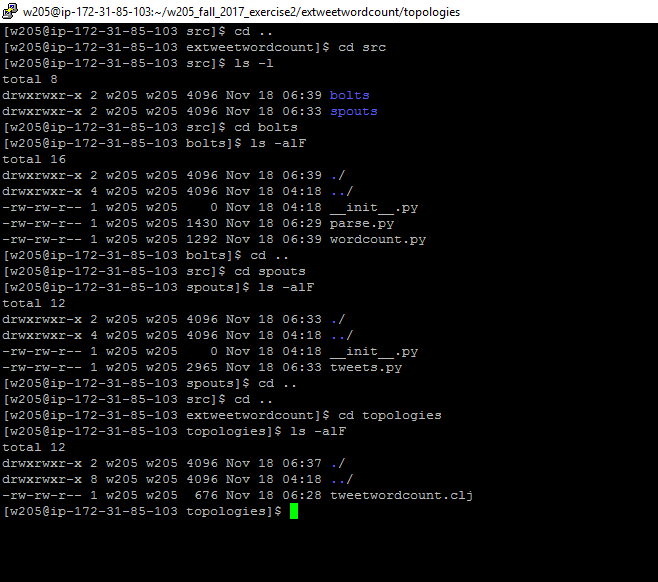 w205@ip-172-31-85-103:~/w205_fall_2017_exercise2/extweetwordcount/topologies
[w205@ip-172-31-85-103 src]$ cd ..
[w205@ip-172-31-85-103 extweetwordcount]$ cd src
[w205@ip-172-31-85-103 src]$ ls -l
total 8
drwxrwxr-x 2 w205 w205 4096 Nov 18 06:39 bolts
drwxrwxr-x 2 w205 w205 4096 Nov 18 06:33 spouts
[w205@ip-172-31-85-103 src]$ cd bolts
[w205@ip-172-31-85-103 bolts]$ ls -alF
total 16
drwxrwxr-x 2 w205 w205 4096 Nov 18 06:39 ./
drwxrwxr-x 4 w205 w205 4096 Nov 18 04:18 ../
-rw-rw-r-- 1 w205 w205    0 Nov 18 04:18 __init__.py
-rw-rw-r-- 1 w205 w205 1430 Nov 18 06:29 parse.py
-rw-rw-r-- 1 w205 w205 1292 Nov 18 06:39 wordcount.py
[w205@ip-172-31-85-103 bolts]$ cd ..
[w205@ip-172-31-85-103 src]$ cd spouts
[w205@ip-172-31-85-103 spouts]$ ls -alF
total 12
drwxrwxr-x 2 w205 w205 4096 Nov 18 06:33 ./
drwxrwxr-x 4 w205 w205 4096 Nov 18 04:18 ../
-rw-rw-r-- 1 w205 w205    0 Nov 18 04:18 __init__.py
-rw-rw-r-- 1 w205 w205 2965 Nov 18 06:33 tweets.py
[w205@ip-172-31-85-103 spouts]$ cd ..
[w205@ip-172-31-85-103 src]$ cd ..
[w205@ip-172-31-85-103 extweetwordcount]$ cd topologies
[w205@ip-172-31-85-103 topologies]$ ls -alF
total 12
drwxrwxr-x 2 w205 w205 4096 Nov 18 06:37 ./
drwxrwxr-x 8 w205 w205 4096 Nov 18 04:18 ../
-rw-rw-r-- 1 w205 w205  676 Nov 18 06:28 tweetwordcount.clj
[w205@ip-172-31-85-103 topologies]$